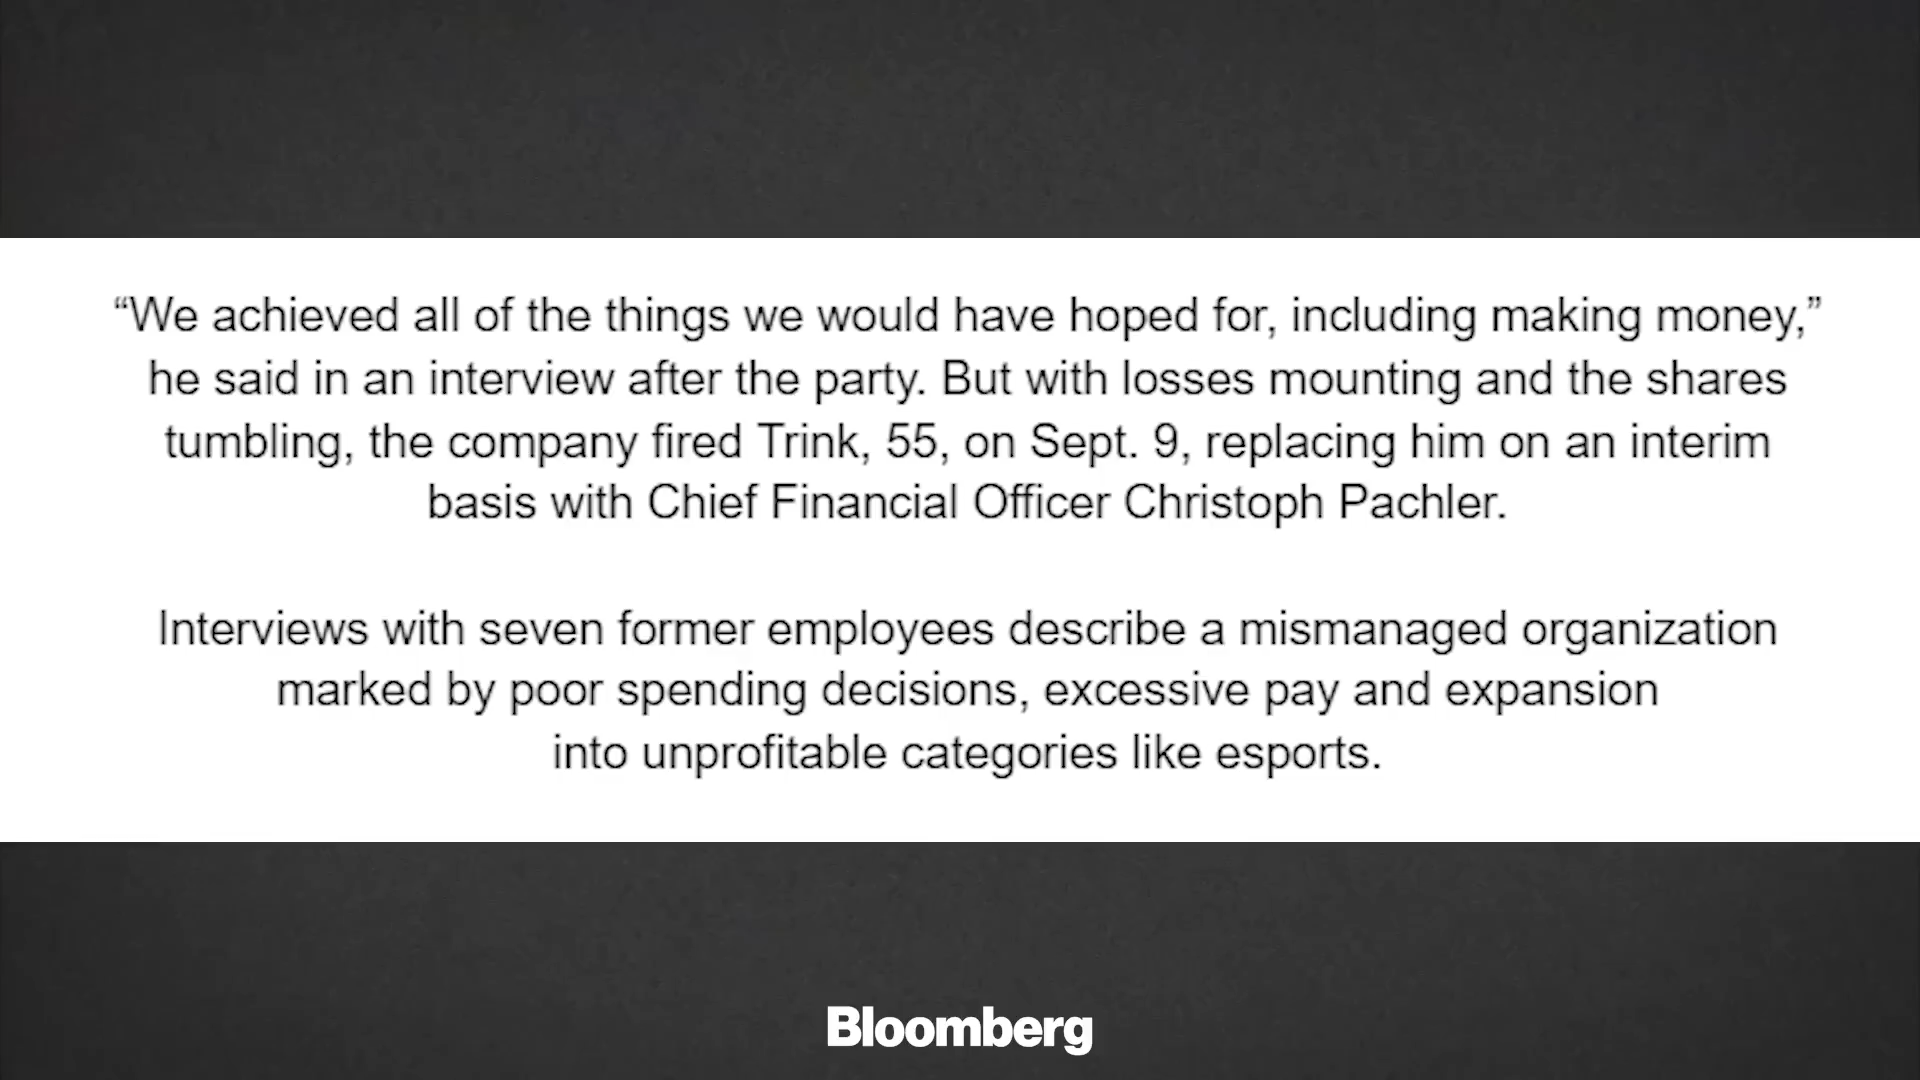 “We achieved all of the things we would have hoped for, including making money,”
he said in an interview after the party. But with losses mounting and the shares
tumbling, the company fired Trink, 55, on Sept. 9, replacing him on an interim
basis with Chief Financial Officer Christoph Pachler.
Interviews with seven former employees describe a mismanaged organization
marked by poor spending decisions, excessive pay and expansion
into unprofitable categories like esports.
Bloomberg